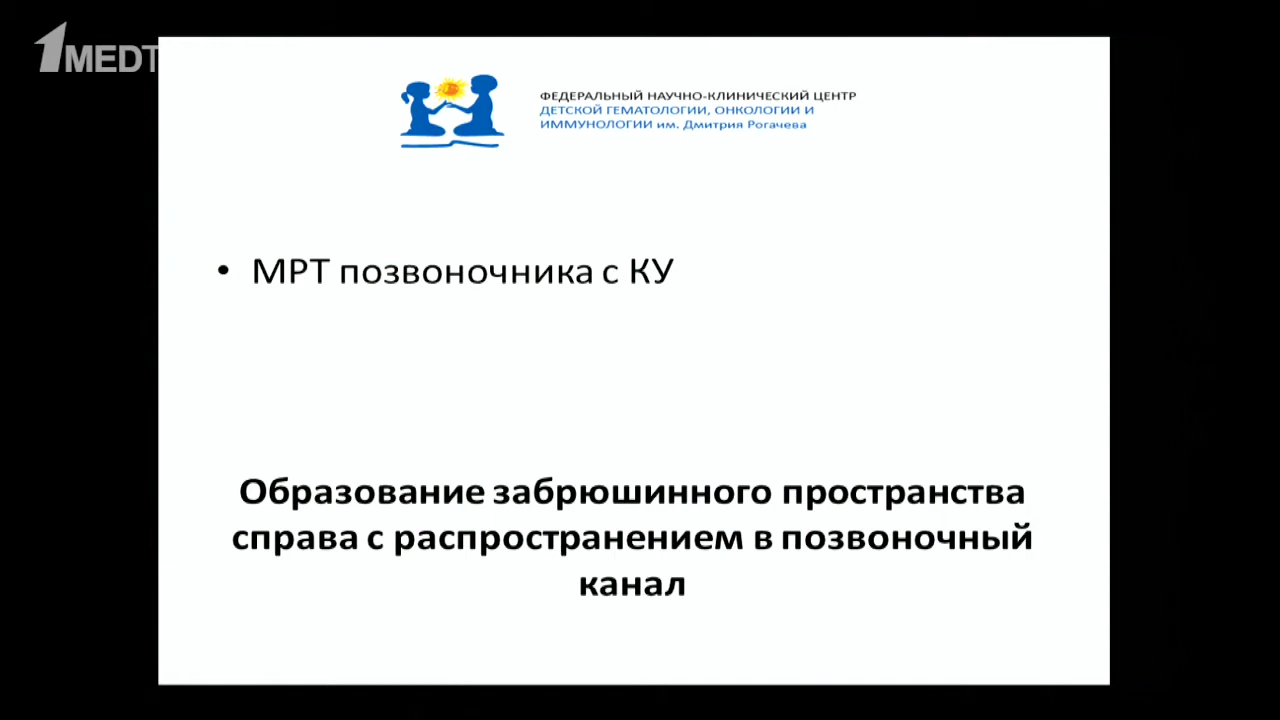 1MEDT
ФЕДЕРАЛЬНЫЙ НАУЧНО-КЛИНИЧЕСКИЙ ЦЕНТР
ДЕТСКОЙ ГЕМАТОЛОГИИ, ОНКОЛОГИИ И
ИММУНОЛОГИИ им. Дмитрия Рогачева
• МРТ позвоночника с КУ
Образование забрюшинного пространства
справа с распространением в позвоночный
канал